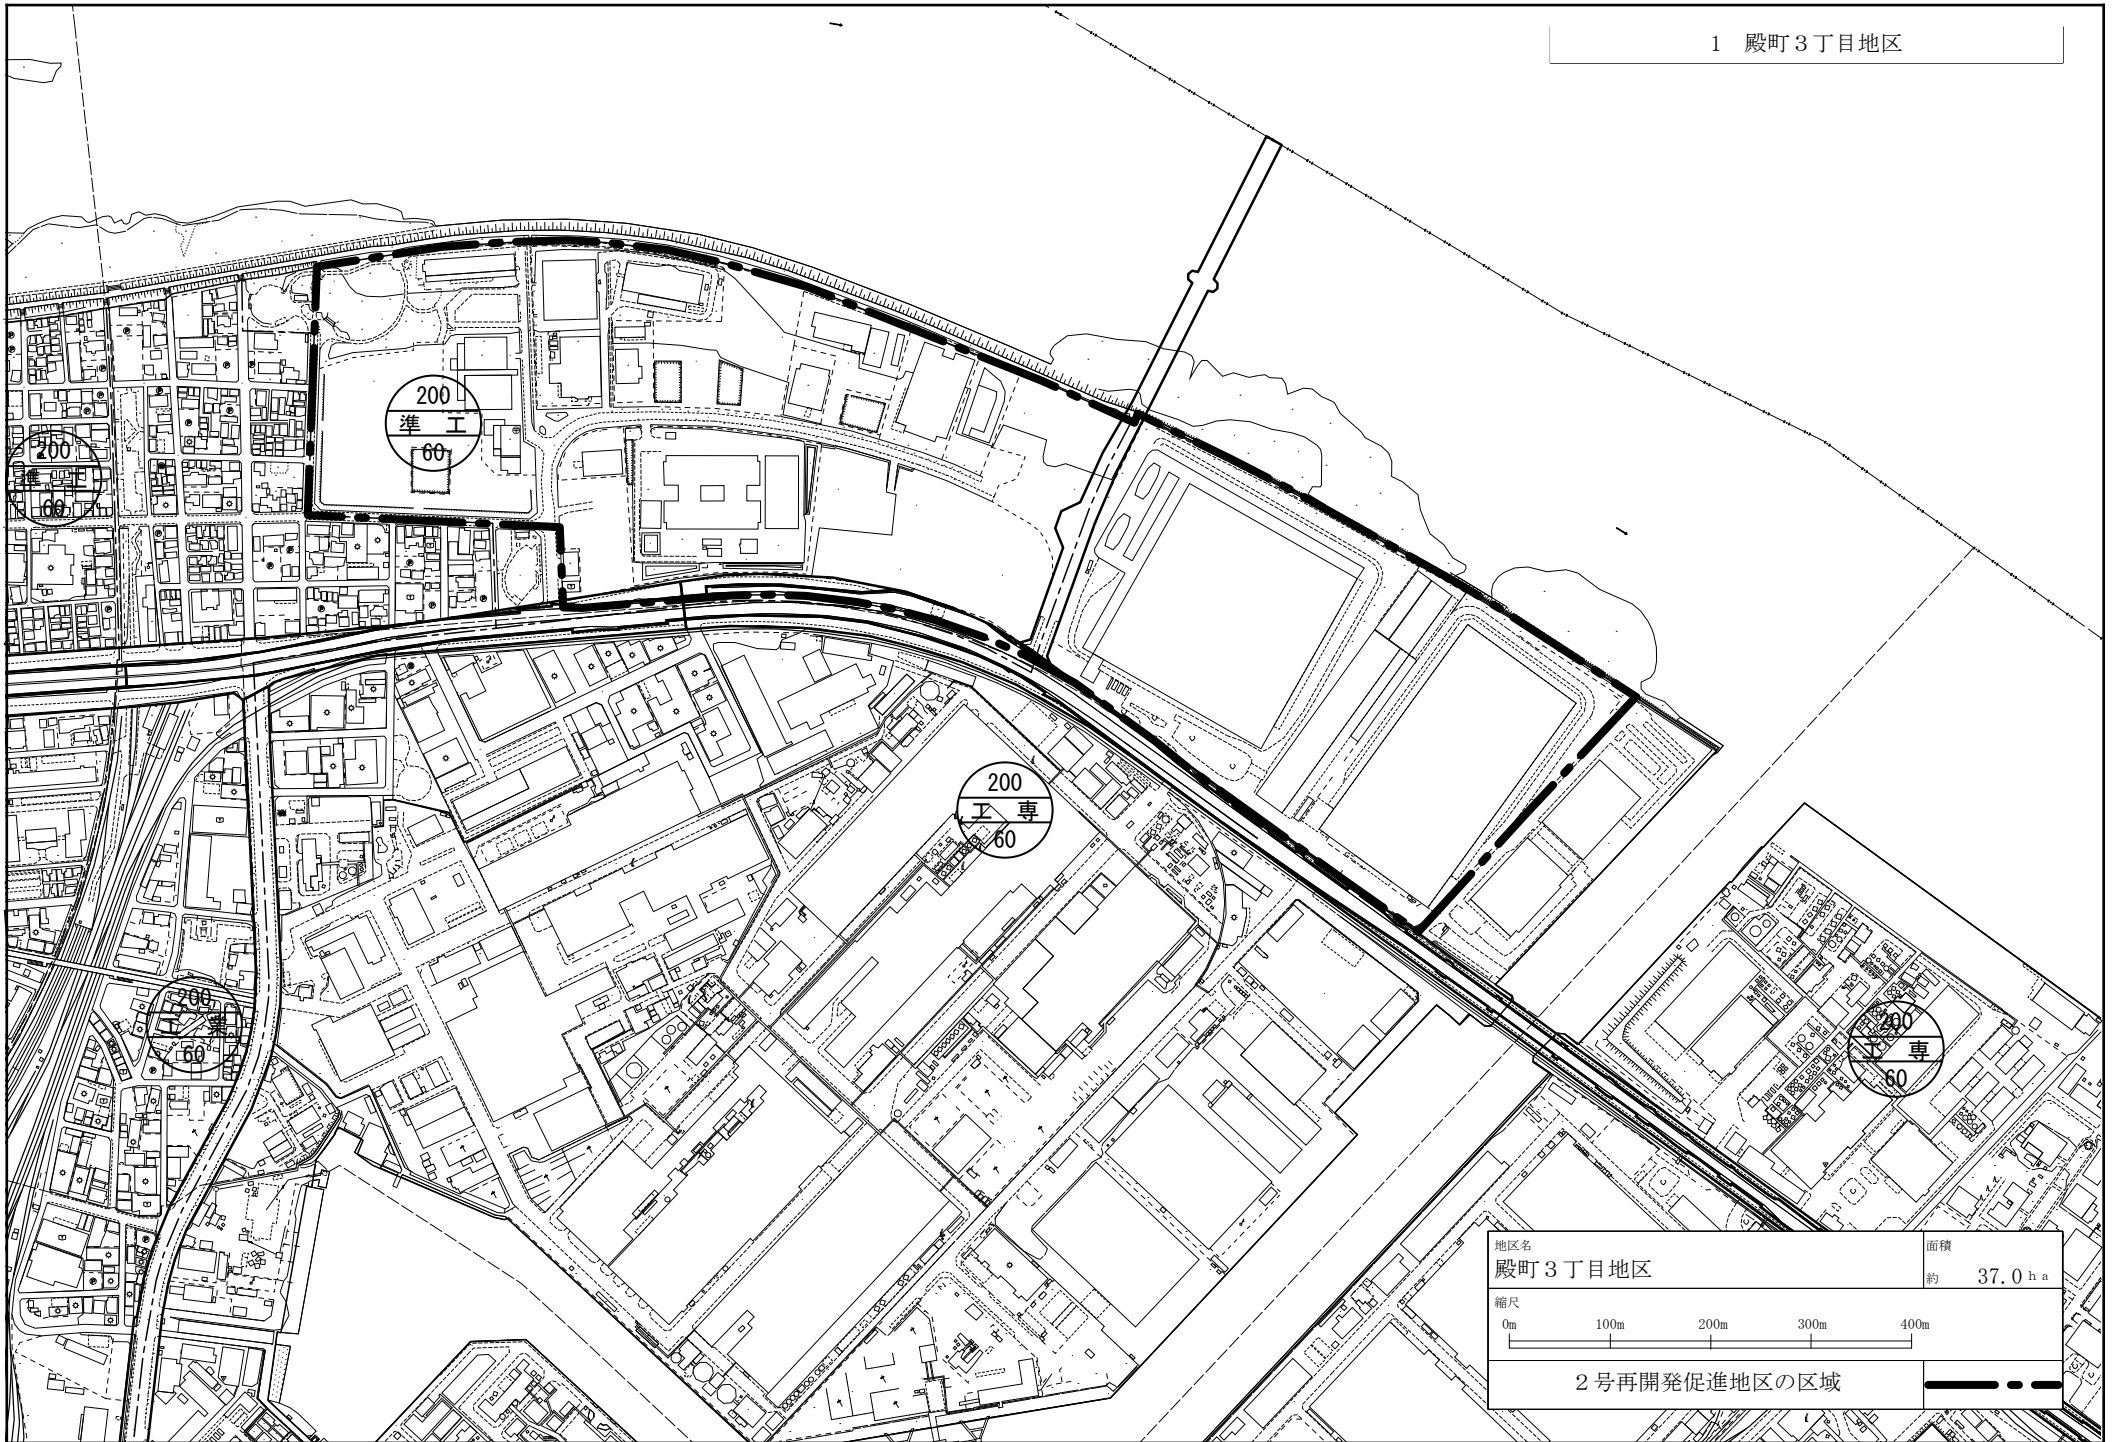 1 殿町３丁目地区
200
準 工
60
200
準 工
60
200
工 専
60
200
工 業
60
200
工 専
60
地区名
殿町３丁目地区
面積
約 37.0ｈａ
縮尺
0m 100m 200m 300m 400m
２号再開発促進地区の区域